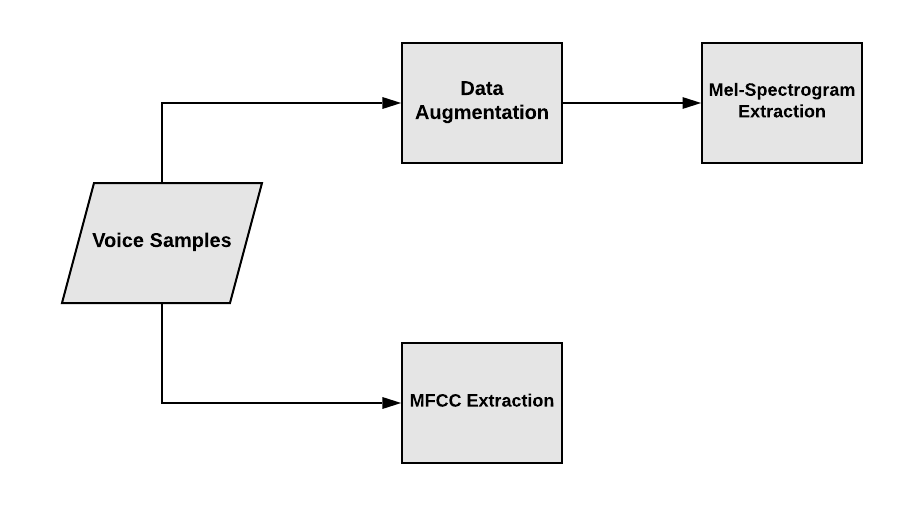 Data
Augmentation
Mel-Spectrogram
Extraction
Voice Samples
MFCC Extraction